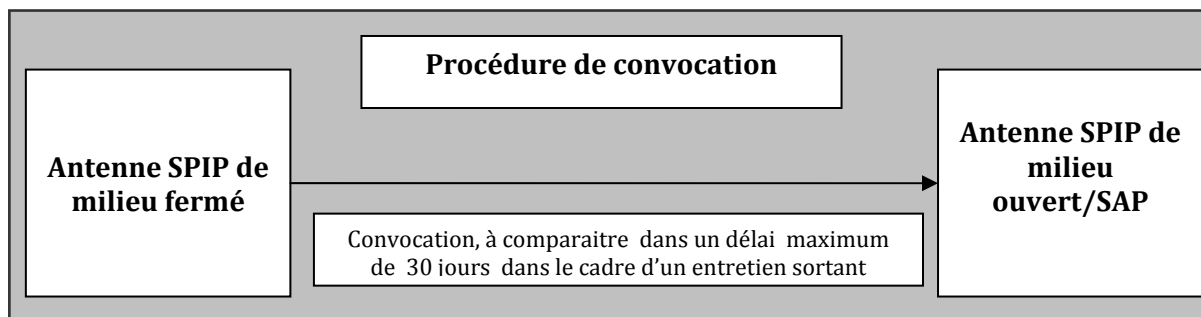 Procédure de convocation
Antenne SPIP de
milieu fermé
Antenne SPIP de
milieu
ouvert/SAP
Convocation, à comparaitre dans un délai maximum
de 30 jours dans le cadre d’un entretien sortant